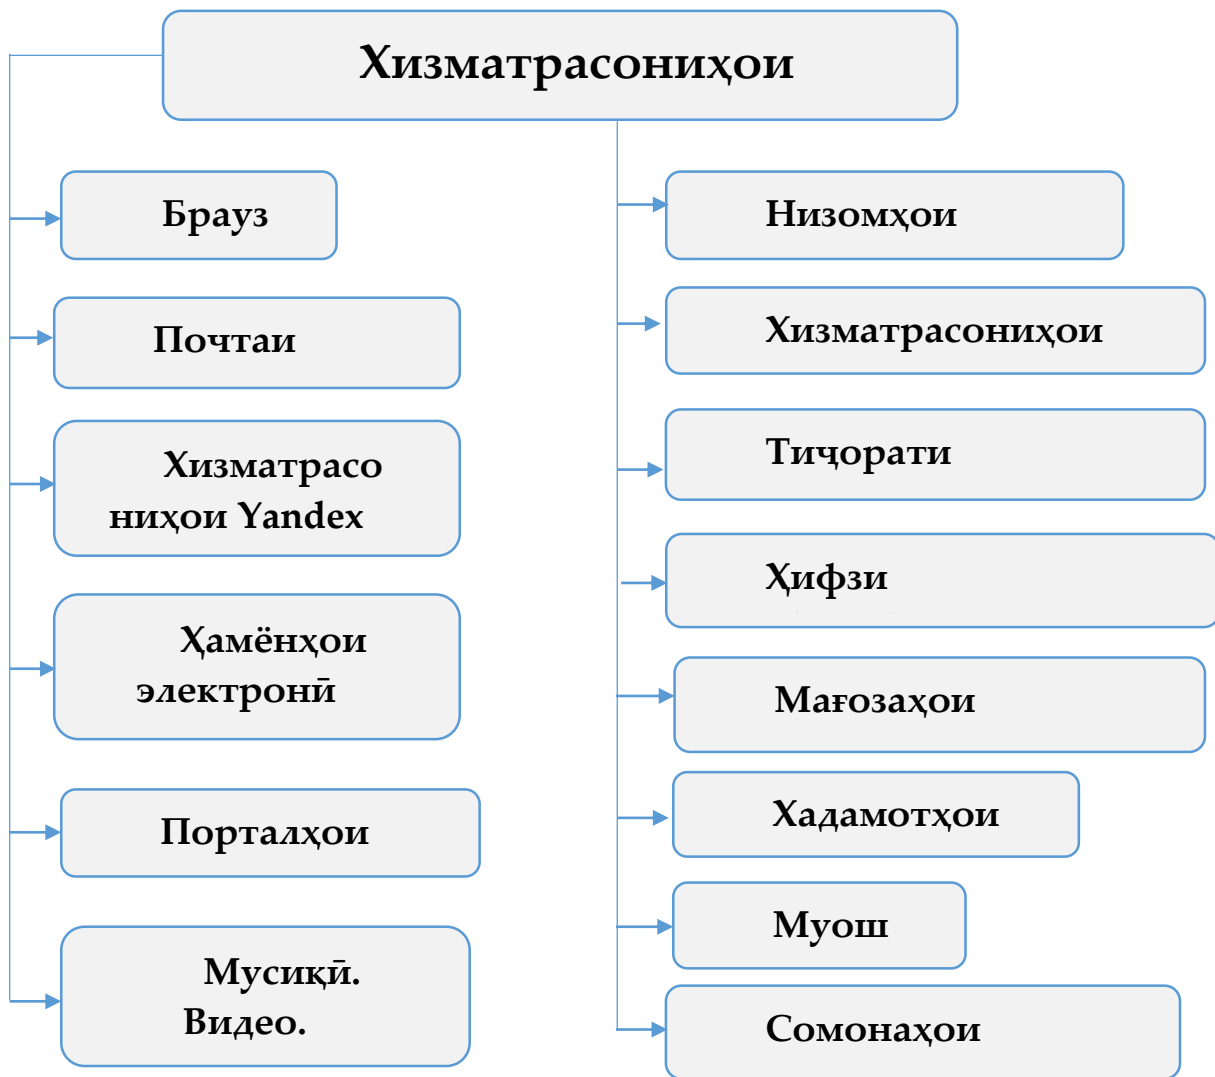 Хизматрасониҳои
Брауз
Почтаи
Хизматрасо
ниҳои Yandex
Ҳамёнҳои
электронӣ
Порталҳои
Мусиқӣ.
Видео.
Низомҳои
Хизматрасониҳои
Тиҷорати
Ҳифзи
Мағозаҳои
Хадамотҳои
Муош
Сомонаҳои